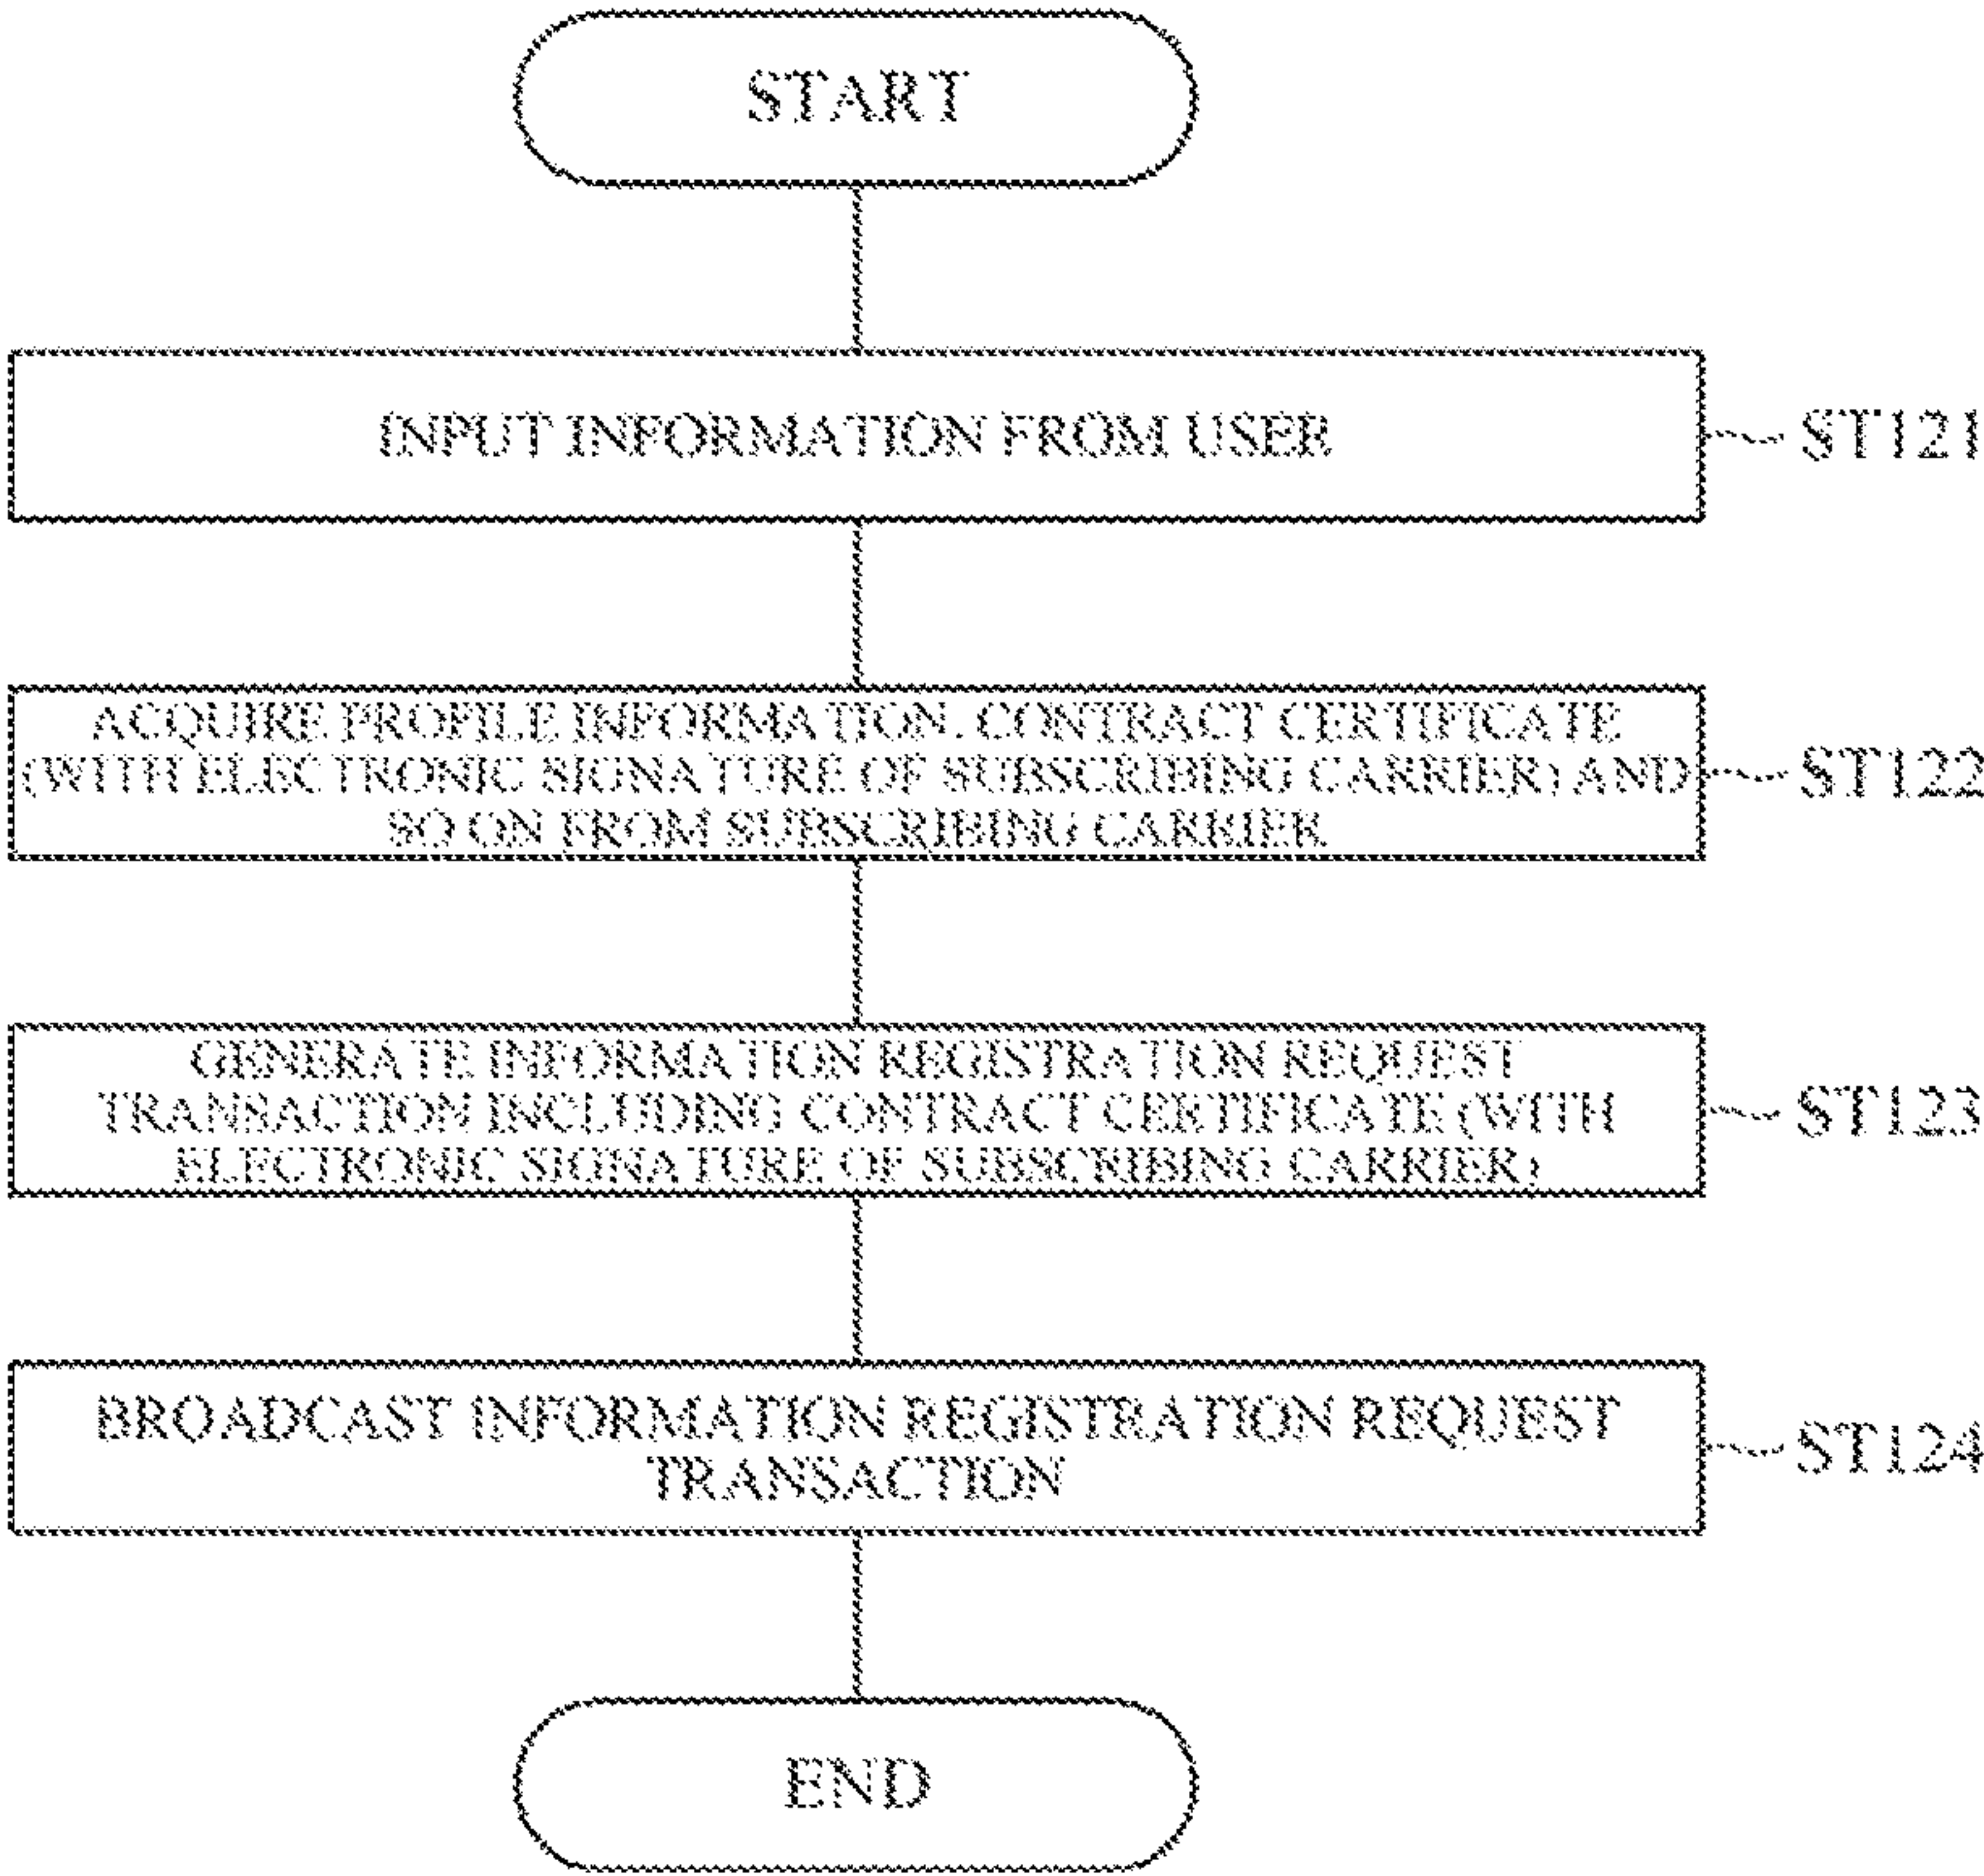 START
INPUT INFORMATION FROM USER
ST121
ACQUIRE PROFILE INFORMATION, CONTRACT CERTIFICATE
(WITH ELECTRONIC SIGNATURE OF SUBSCRIBING CARRIER) AND
SO ON FROM SUBSCRIBING CARRIER
ST122
GENERATE INFORMATION REGISTRATION REQUEST
TRANSACTION INCLUDING CONTRACT CERTIFICATE (WITH
ELECTRONIC SIGNATURE OF SUBSCRIBING CARRIER)
ST123
BROADCAST INFORMATION REGISTRATION REQUEST
TRANSACTION
ST124
END